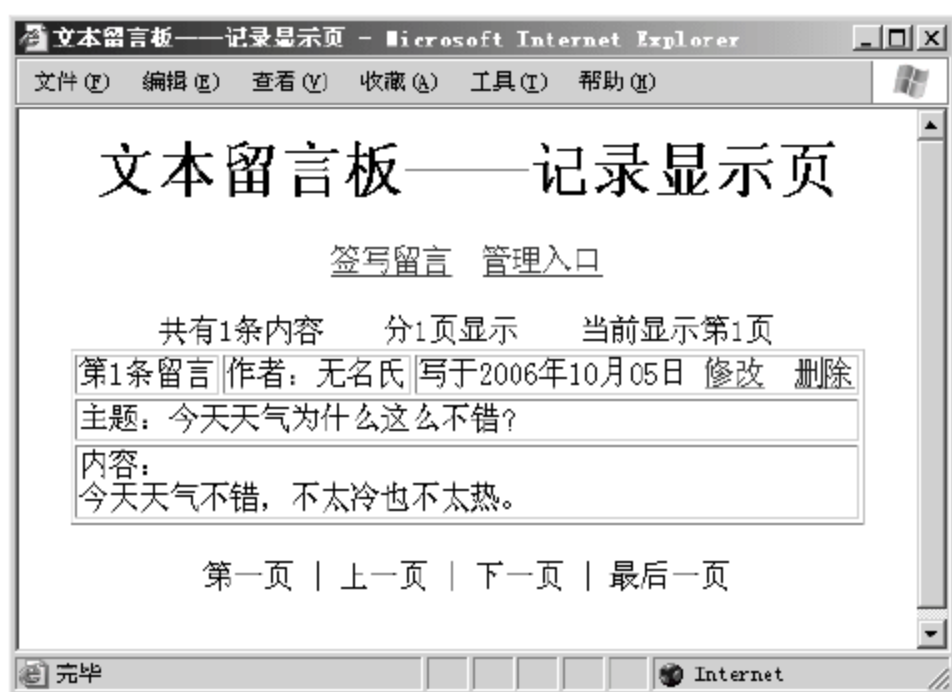 文本留言板——记录显示页 - Microsoft Internet Explorer
文件(F) 编辑(E) 查看(V) 收藏(A) 工具(T) 帮助(H)
文本留言板——记录显示页
签写留言 管理入口
共有1条内容 分1页显示 当前显示第1页
第1条留言 作者：无名氏 写于2006年10月05日 修改 删除
主题：今天天气为什么这么不错?
内容：
今天天气不错，不太冷也不太热。
第一页 | 上一页 | 下一页 | 最后一页
完毕 Internet